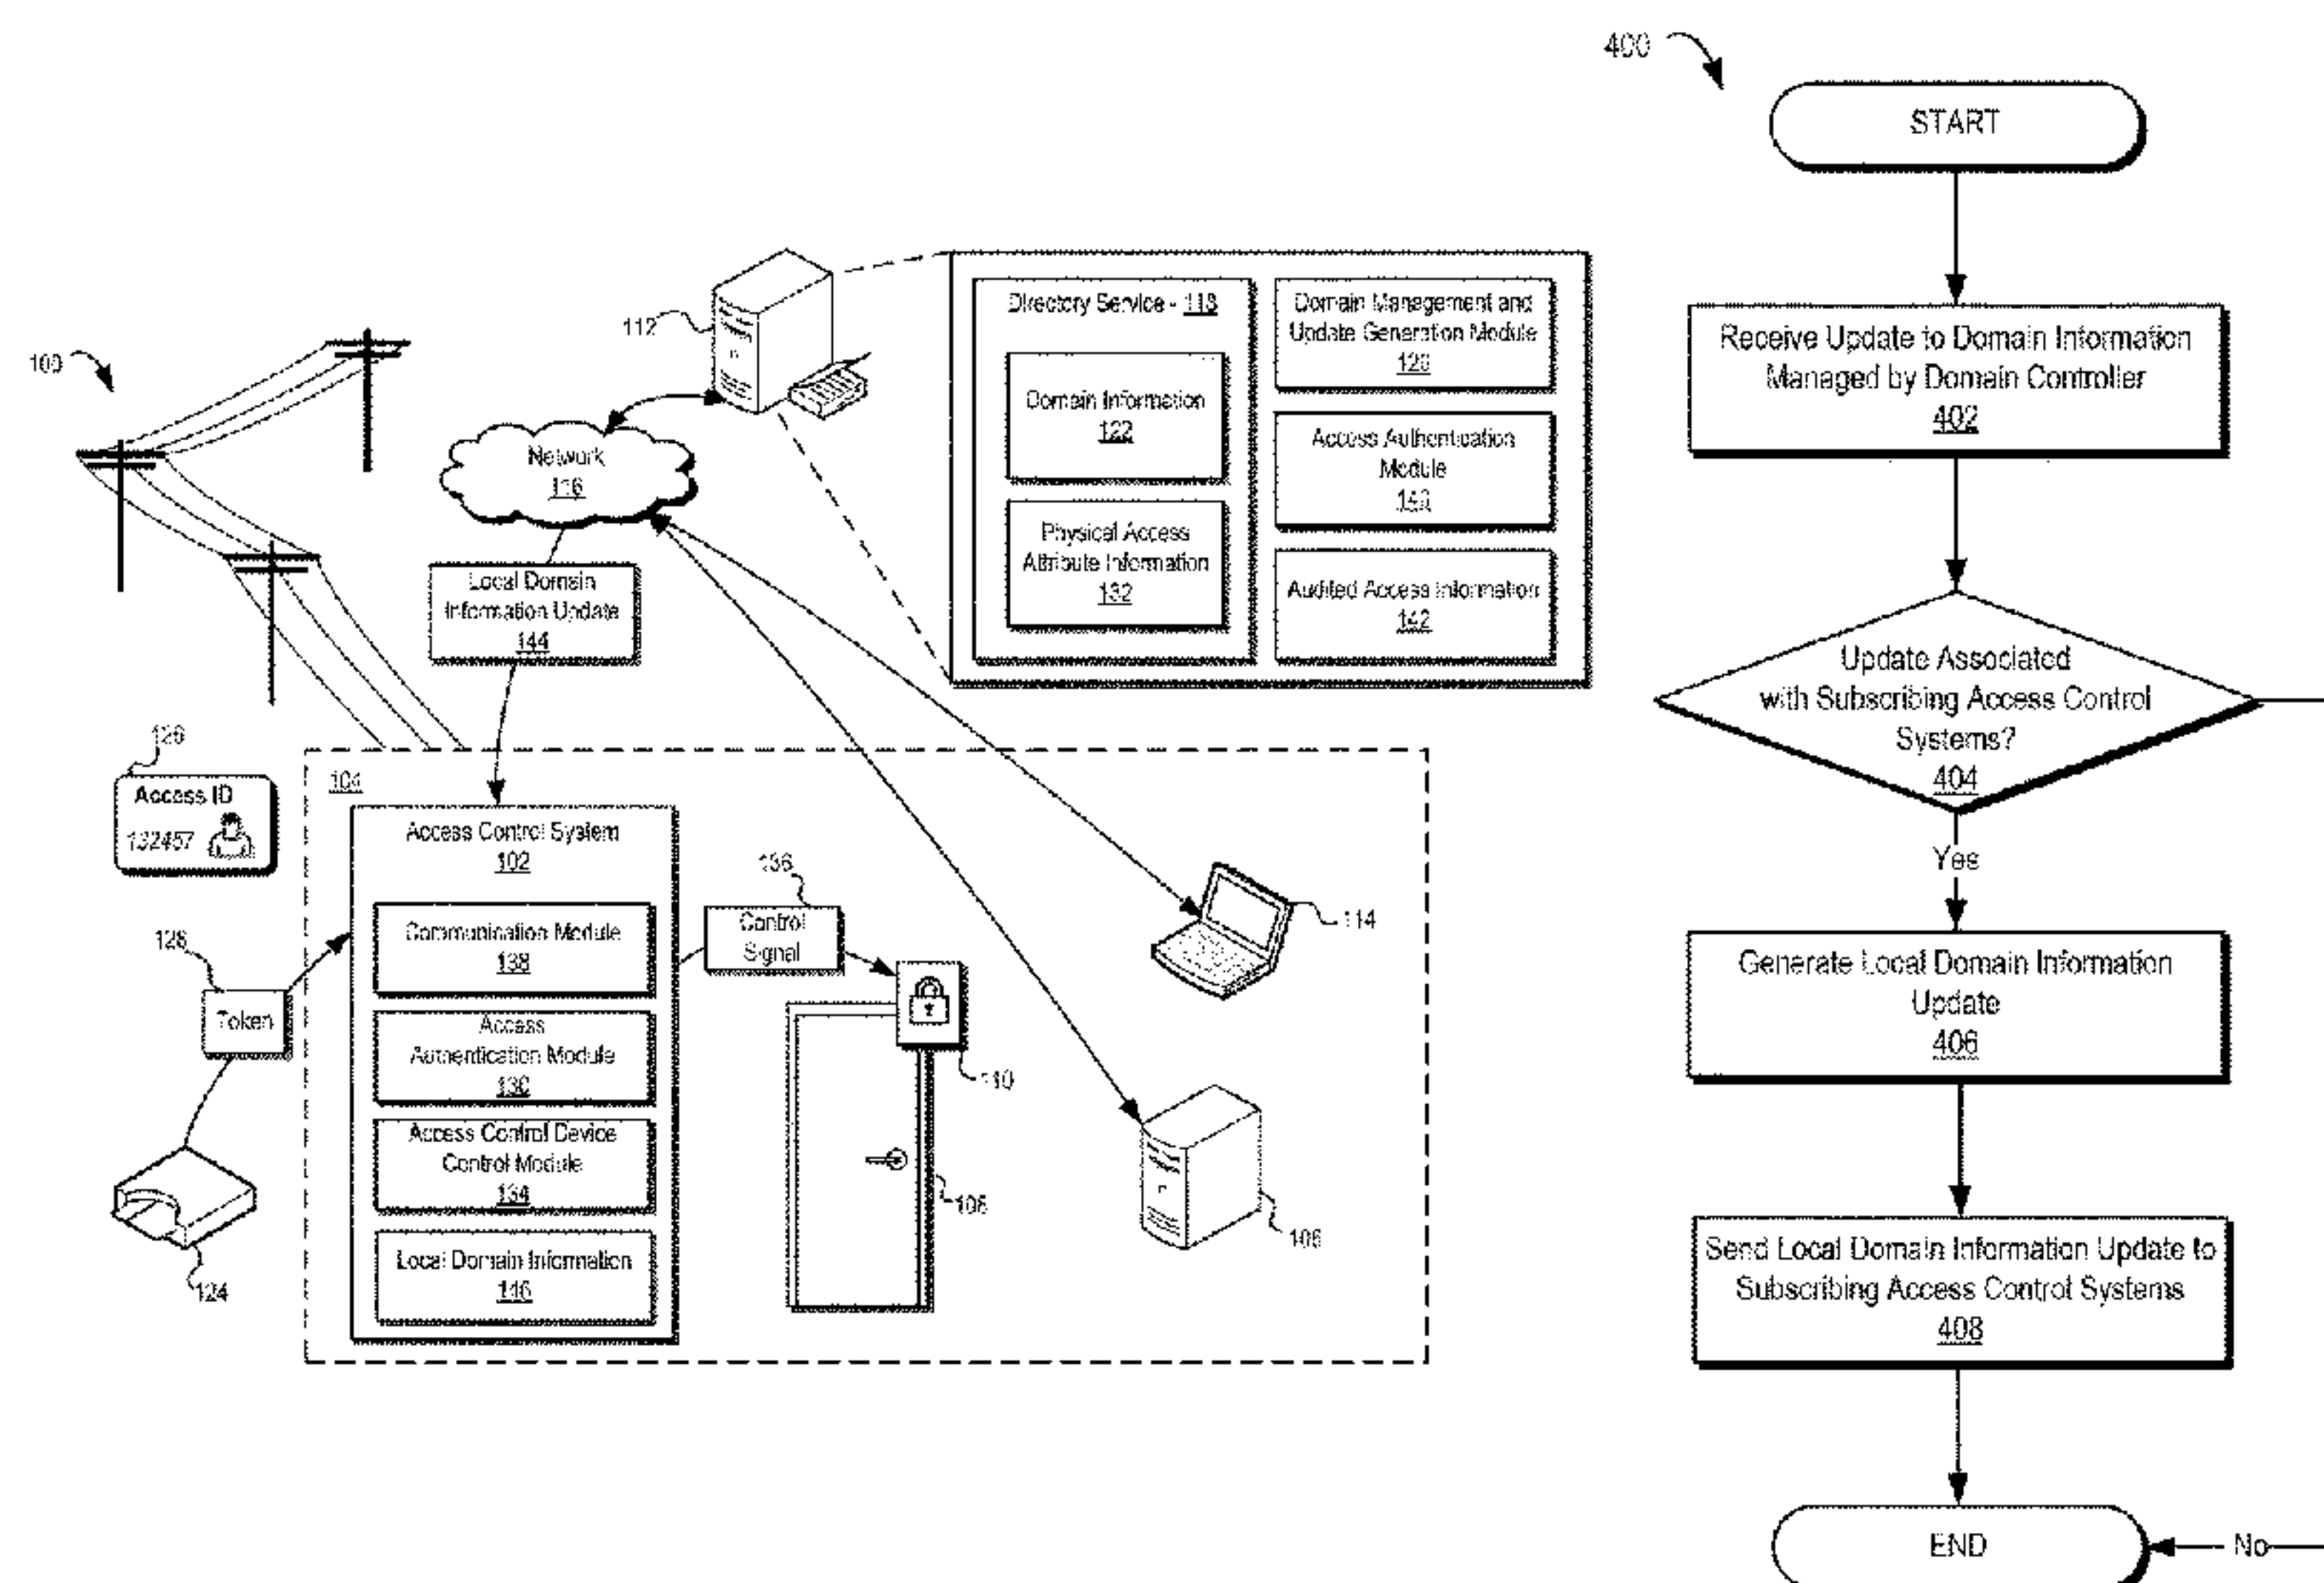 100
112
Network
116
Local Domain
Information Update
144
Directory Service - 118
Domain Information
122
Physical Access
Attribute Information
132
Domain Management and
Update Generation Module
120
Access Authentication
Module
140
Audited Access Information
142
126
Access ID
132457
128
Token
124
104
Access Control System
102
Communication Module
138
Access
Authentication Module
130
Access Control Device
Control Module
134
Local Domain Information
146
136
Control
Signal
110
108
114
106
400
START
Receive Update to Domain Information
Managed by Domain Controller
402
Update Associated
with Subscribing Access Control
Systems?
404
Yes
Generate Local Domain Information
Update
406
Send Local Domain Information Update to
Subscribing Access Control Systems
408
END
No